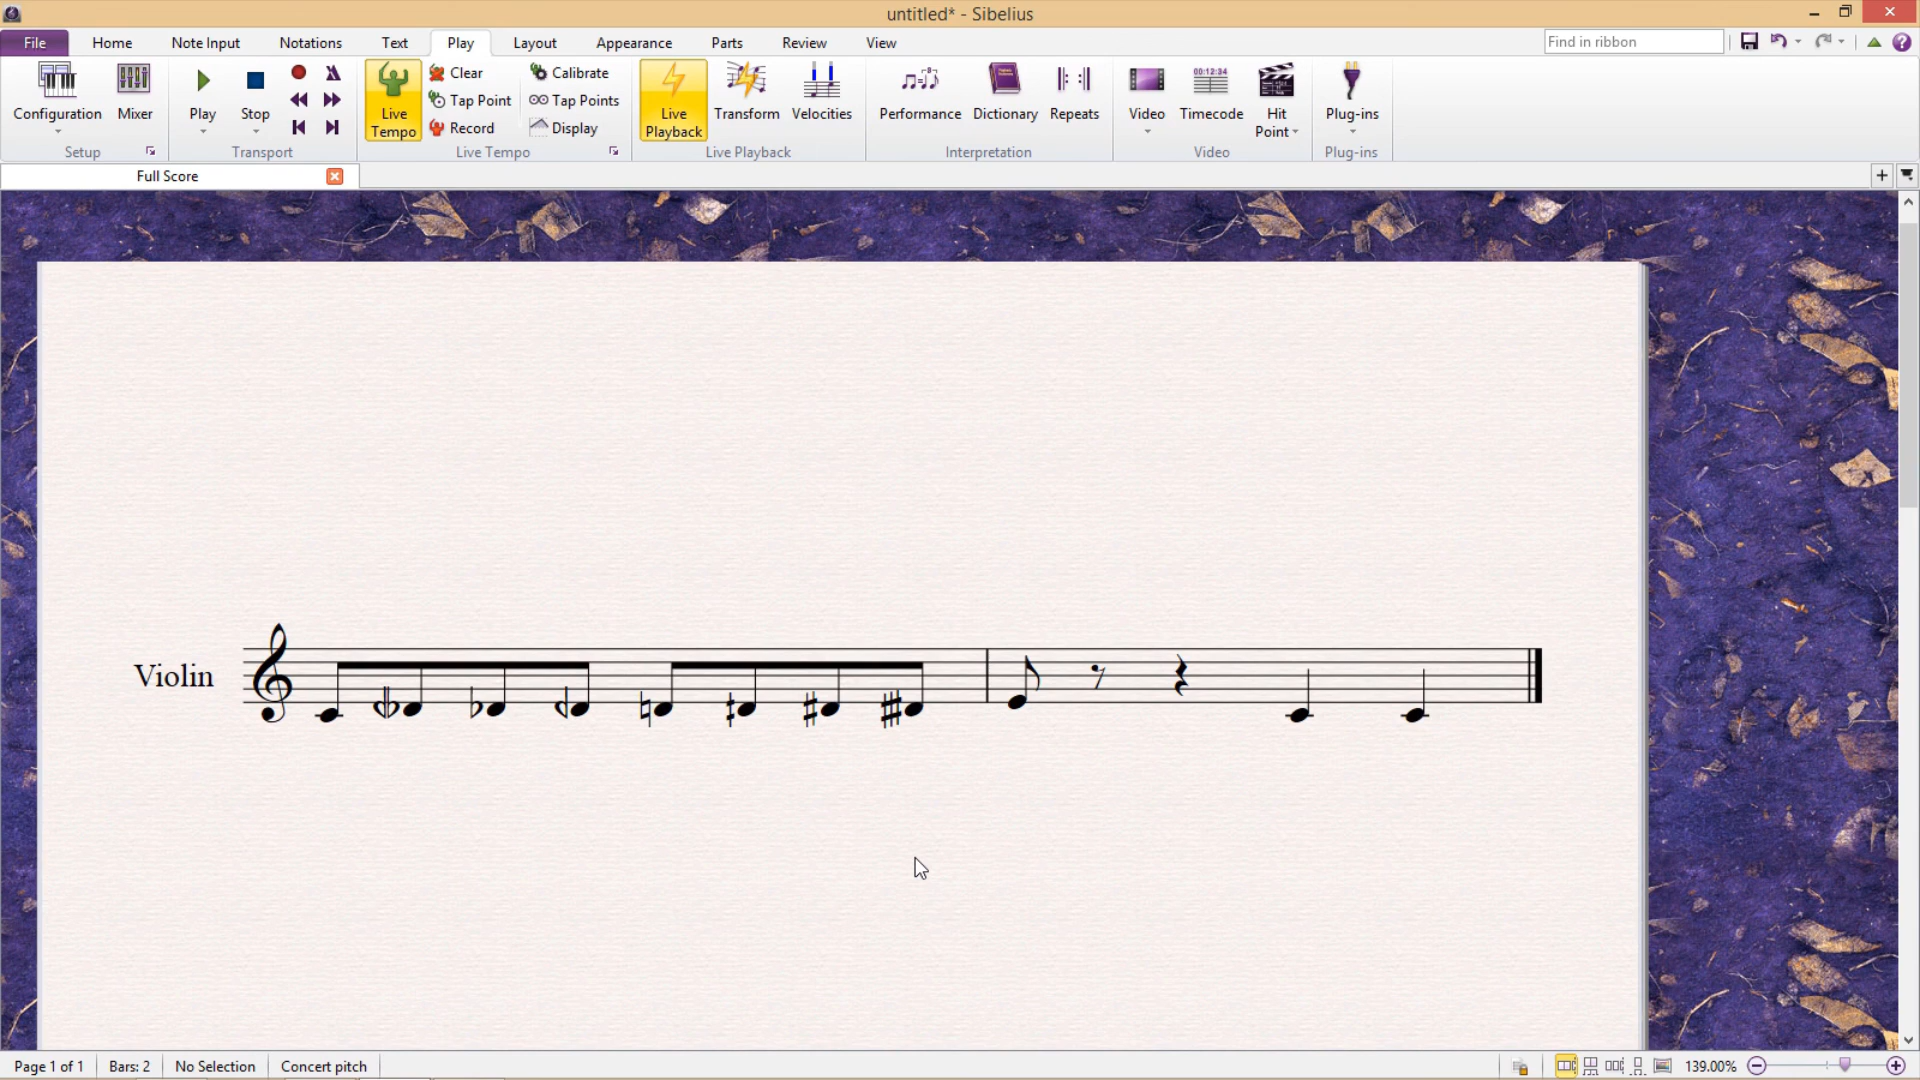 untitled* - Sibelius
File Home Note Input Notations Text Play Layout Appearance Parts Review View Find in ribbon
Configuration Mixer Play Stop Live Tempo Clear Tap Point Record Calibrate Tap Points Display Live Playback Transform Velocities Performance Dictionary Repeats Video 00:12:34 Timecode Hit Point Plug-ins
Setup Transport Live Tempo Live Playback Interpretation Video Plug-ins
Full Score
Violin
Page 1 of 1 Bars: 2 No Selection Concert pitch 139.00%